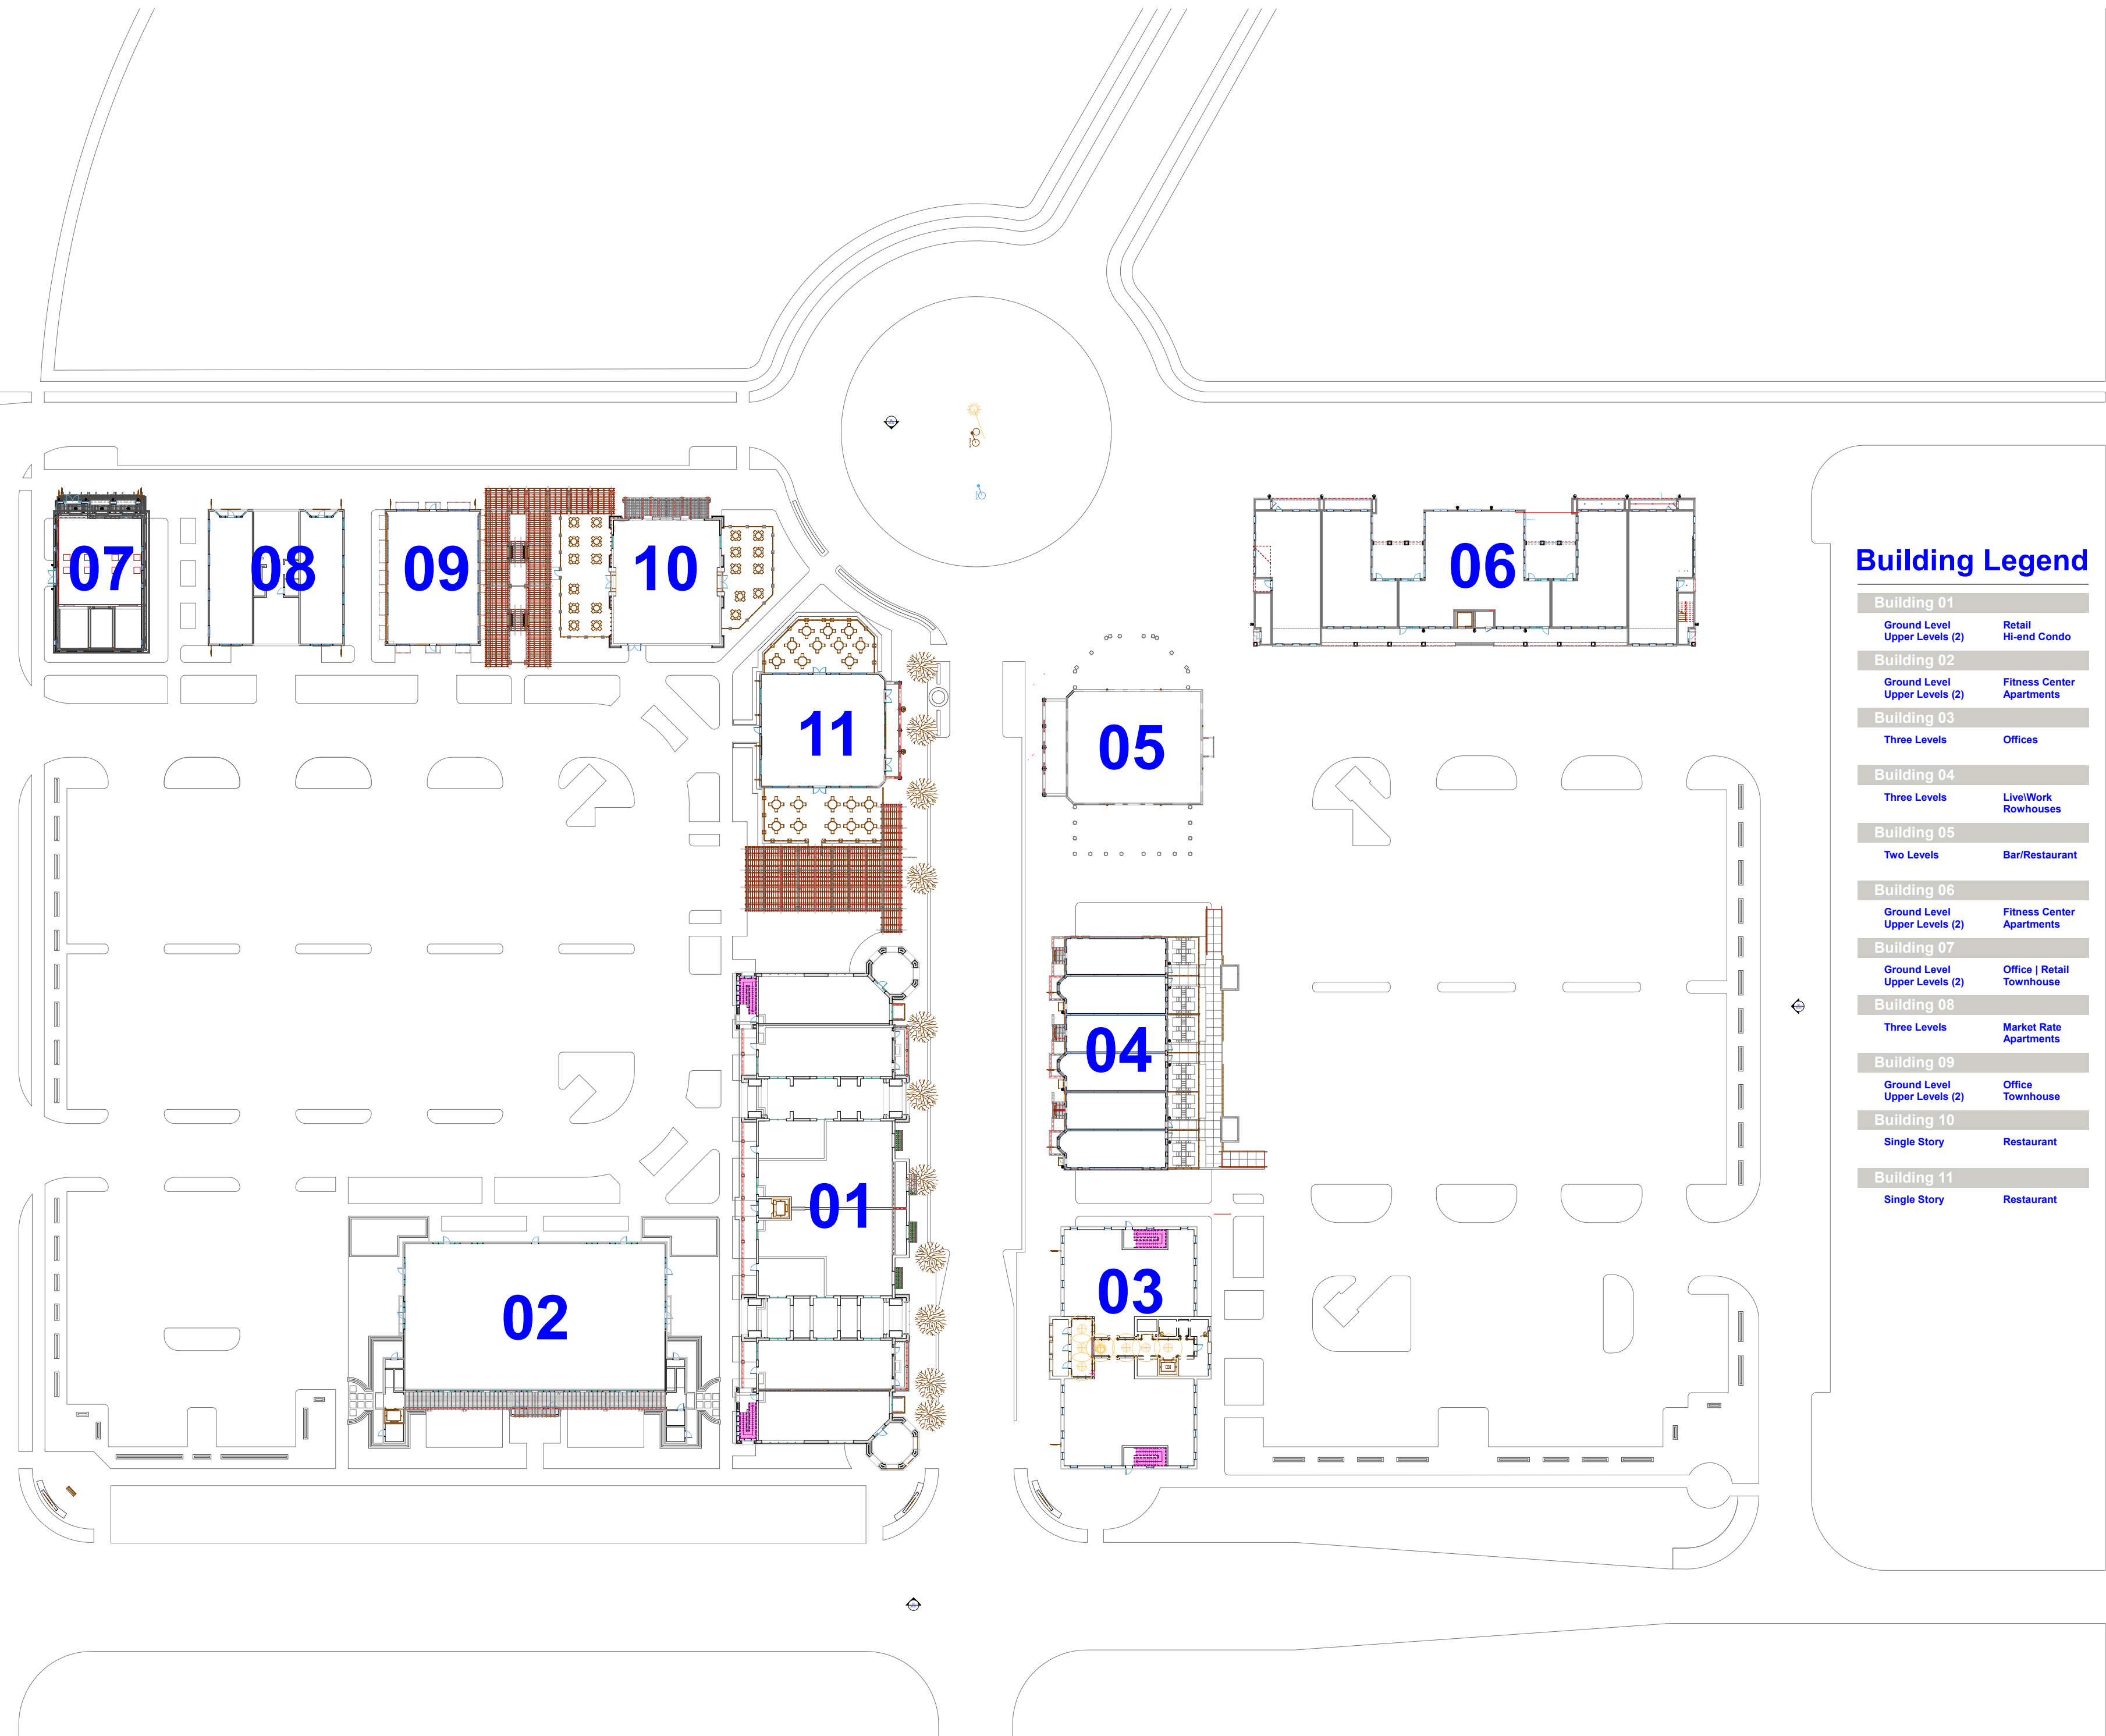 07
08
09
10
06
11
05
04
01
03
02
Building Legend
Building 01
Ground Level Retail
Upper Levels (2) Hi-end Condo
Building 02
Ground Level Fitness Center
Upper Levels (2) Apartments
Building 03
Three Levels Offices
Building 04
Three Levels Live\Work
Rowhouses
Building 05
Two Levels Bar/Restaurant
Building 06
Ground Level Fitness Center
Upper Levels (2) Apartments
Building 07
Ground Level Office | Retail
Upper Levels (2) Townhouse
Building 08
Three Levels Market Rate
Apartments
Building 09
Ground Level Office
Upper Levels (2) Townhouse
Building 10
Single Story Restaurant
Building 11
Single Story Restaurant